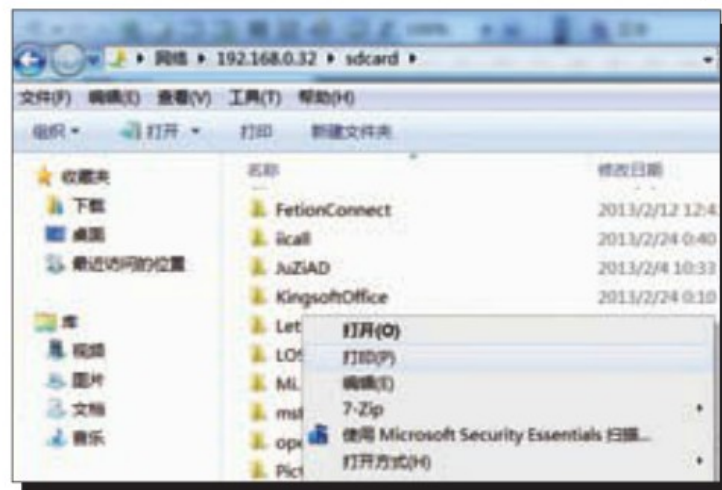 网络 192.168.0.32 sdcard
文件(F) 编辑(E) 查看(V) 工具(T) 帮助(H)
组织 打开 打印 新建文件夹
名称 修改日期
收藏夹
下载
桌面
最近访问的位置
库
视频
图片
文档
音乐
FetionConnect 2013/2/12 12:4
iicall 2013/2/24 0:40
JuZiAD 2013/2/4 10:33
KingsoftOffice 2013/2/24 0:10
Let
LOS
Mi
msf
ope
Pict
打开(O)
打印(P)
编辑(E)
7-Zip
使用 Microsoft Security Essentials 扫描...
打开方式(H)